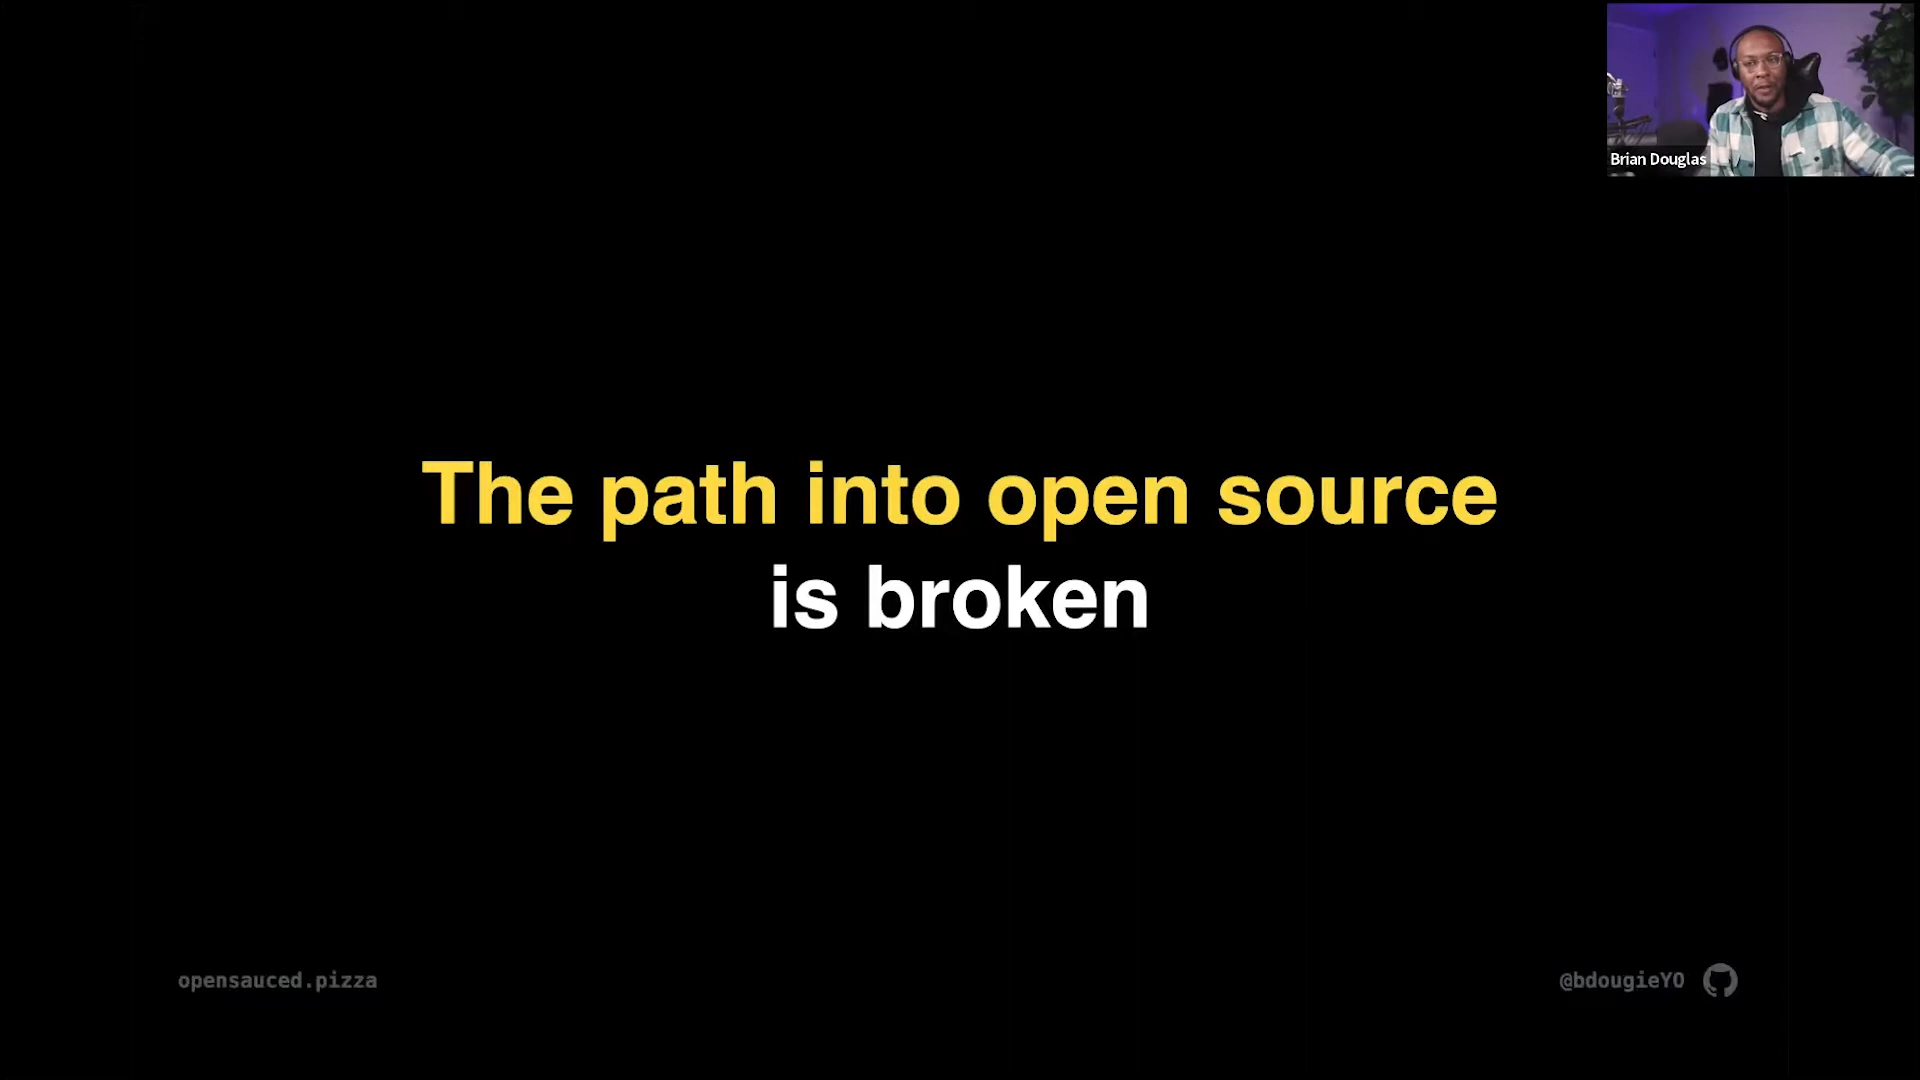 Brian Douglas
The path into open source
is broken
opensauced.pizza
@bdougieYO